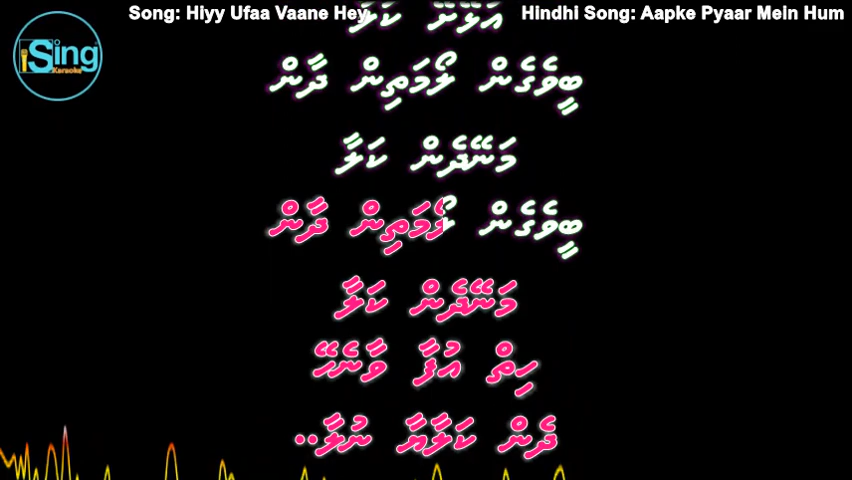 Song: Hiyy Ufaa Vaane Hey
Hindhi Song: Aapke Pyaar Mein Hum
iSing
Karaoke
އަޅޭށޭ ކަލާ
ބީވެގެން ލޯމަތިން ދާން
މަނޭދެން ކަލާ
ބީވެގެން ލޯމަތިން ދާން
މަނޭދެން ކަލާ
ހިތް އުފާ ވާނެހޭ
ދެން ކަލާޔާ ނުލާ..